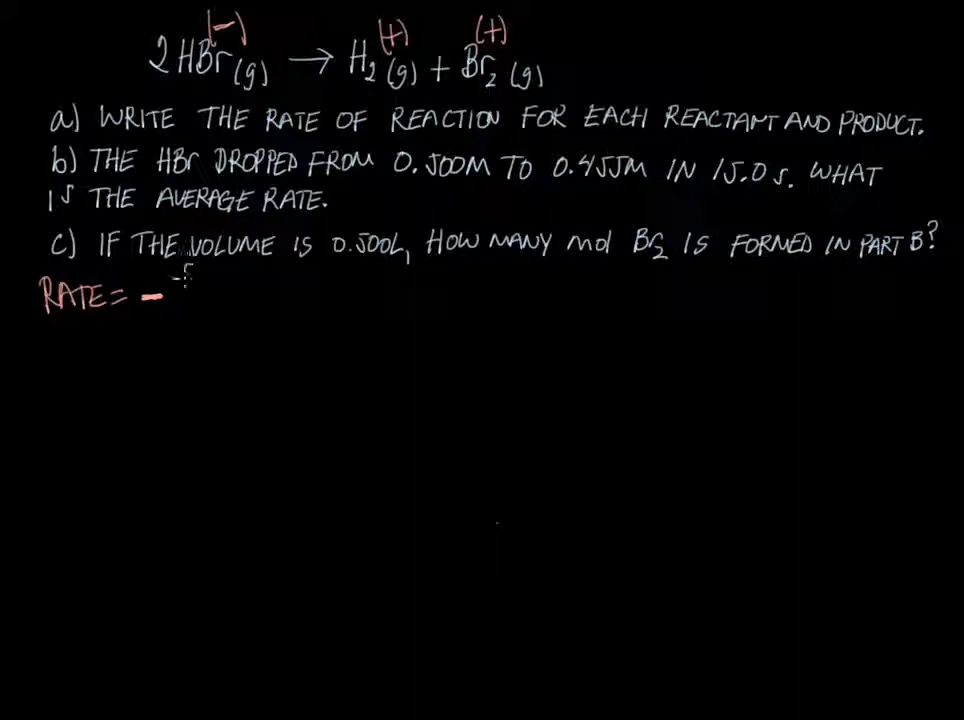 (-) (+) (+)
2HBr(g) → H2(g) + Br2(g)
a) WRITE THE RATE OF REACTION FOR EACH REACTANT AND PRODUCT.
b) THE HBr DROPPED FROM 0.500M TO 0.455M IN 15.0 s. WHAT
IS THE AVERAGE RATE.
c) IF THE VOLUME IS 0.500L, HOW MANY mol Br2 IS FORMED IN PART B?
RATE = -